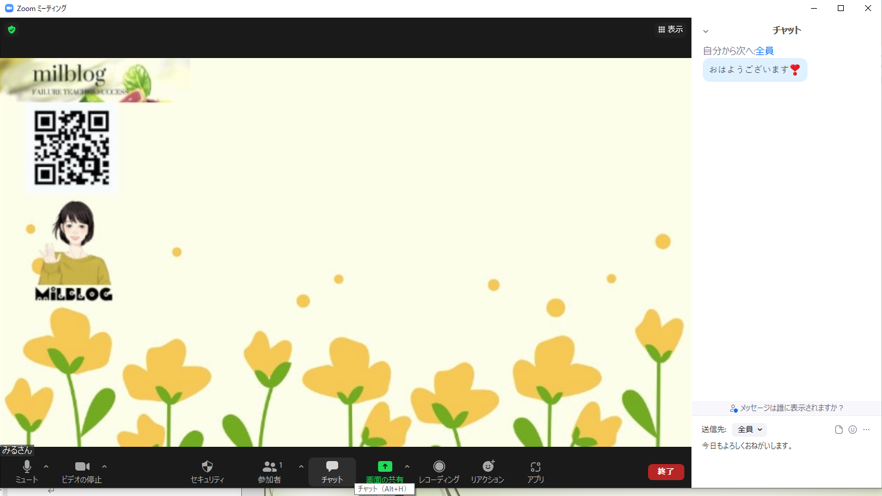 Zoom ミーティング
表示
milblog
FAILURE TEACHES SUCCESS
MiLBLOG
みるさん
ミュート
ビデオの停止
セキュリティ
参加者
1
チャット
画面の共有
レコーディング
リアクション
アプリ
終了
チャット (Alt+H)
チャット
自分から次へ:全員
おはようございます❣
メッセージは誰に表示されますか？
送信先:
全員
今日もよろしくおねがいします。